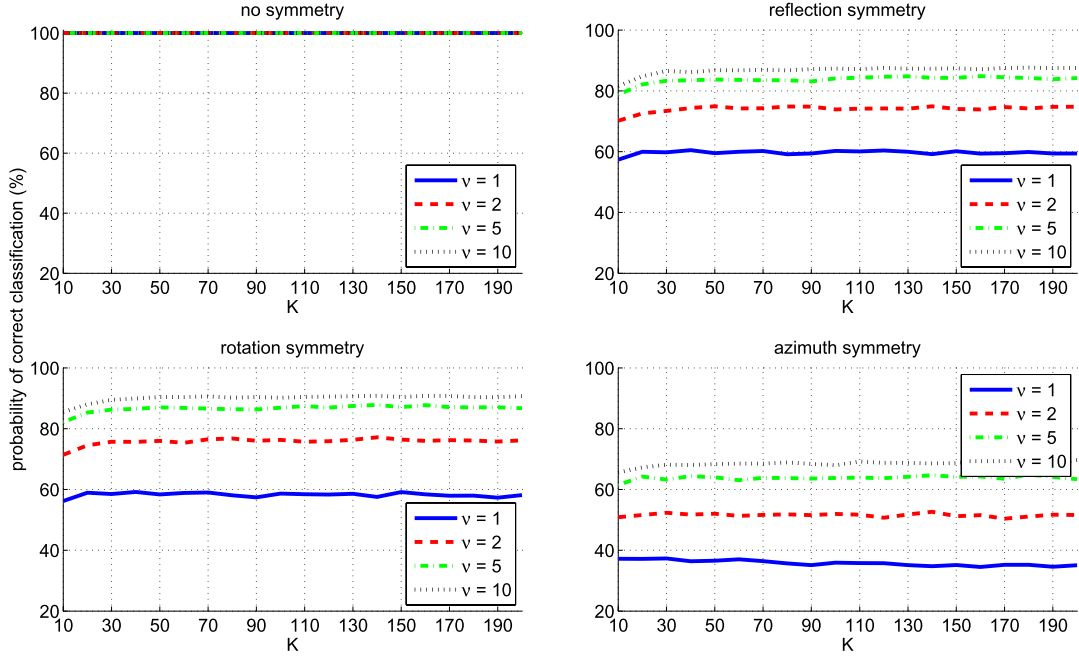 probability of correct classification (%)
no symmetry
100
80
60
40
20
10 30 50 70 90 110 130 150 170 190
K
ν = 1
ν = 2
ν = 5
ν = 10
reflection symmetry
100
80
60
40
20
10 30 50 70 90 110 130 150 170 190
K
ν = 1
ν = 2
ν = 5
ν = 10
rotation symmetry
100
80
60
40
20
10 30 50 70 90 110 130 150 170 190
K
ν = 1
ν = 2
ν = 5
ν = 10
azimuth symmetry
100
80
60
40
20
10 30 50 70 90 110 130 150 170 190
K
ν = 1
ν = 2
ν = 5
ν = 10